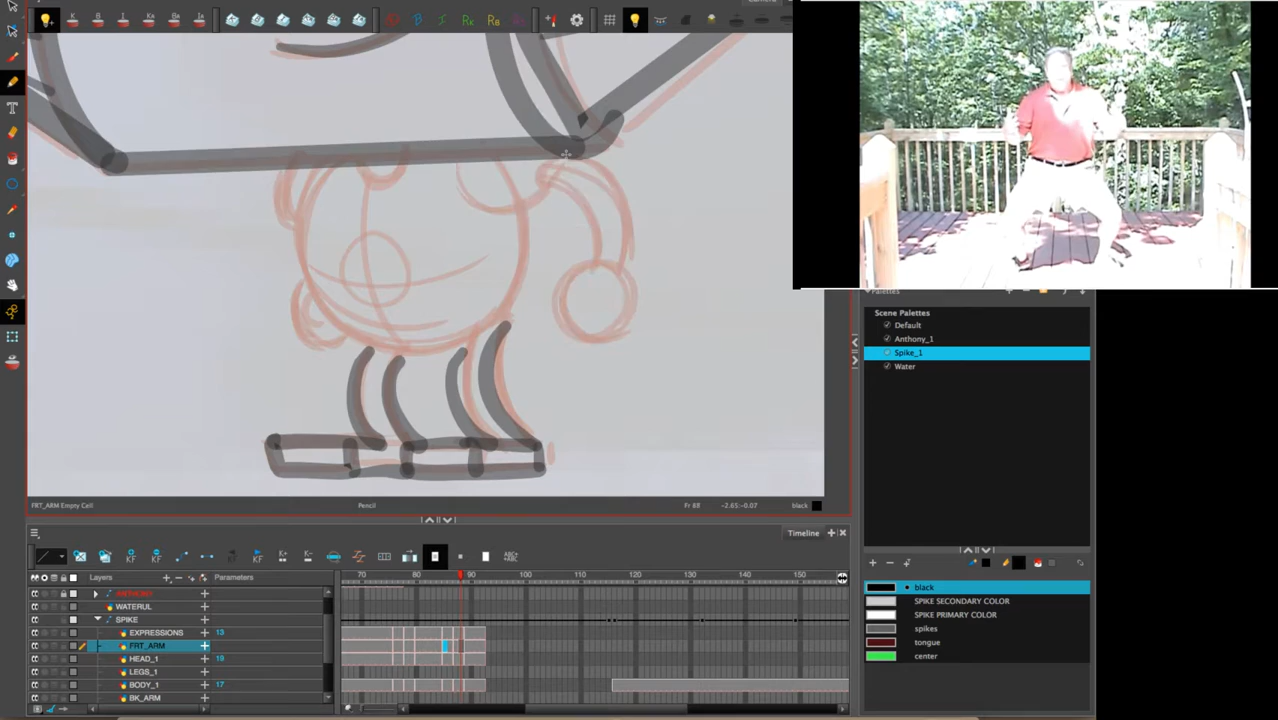 Camera
Palettes
Scene Palettes
Default
Anthony_1
Spike_1
Water
FRT_ARM Empty Cell
Pencil
Fr 88
-2.65:-0.07
black
Timeline
Layers
Parameters
70 80 90 100 110 120 130 140 150
ANTHONY
WATERUL
SPIKE
EXPRESSIONS 13
FRT_ARM
HEAD_1 19
LEGS_1
BODY_1 17
BK_ARM
black
SPIKE SECONDARY COLOR
SPIKE PRIMARY COLOR
spikes
tongue
center